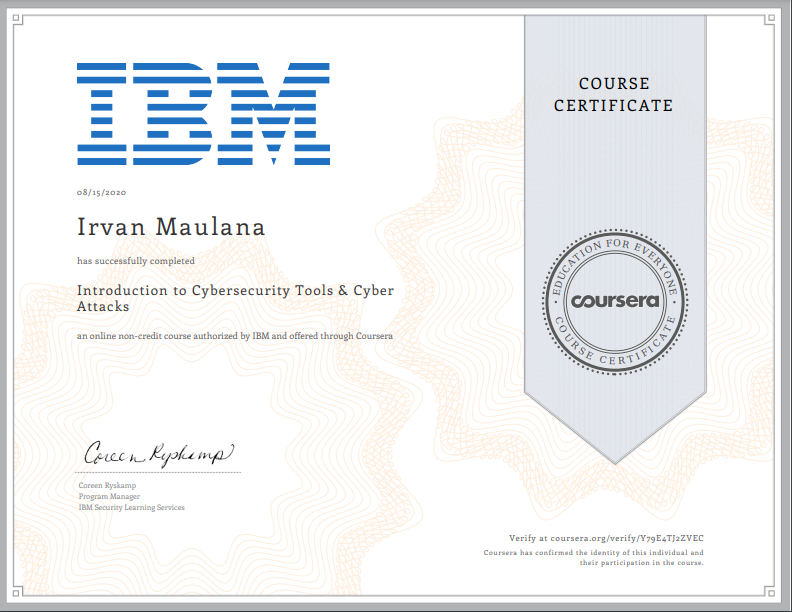 IBM
COURSE
CERTIFICATE
08/15/2020
Irvan Maulana
has successfully completed
Introduction to Cybersecurity Tools & Cyber
Attacks
an online non-credit course authorized by IBM and offered through Coursera
EDUCATION FOR EVERYONE
coursera
COURSE CERTIFICATE
Coreen Ryskamp
Coreen Ryskamp
Program Manager
IBM Security Learning Services
Verify at coursera.org/verify/Y79E4TJ2ZVEC
Coursera has confirmed the identity of this individual and
their participation in the course.